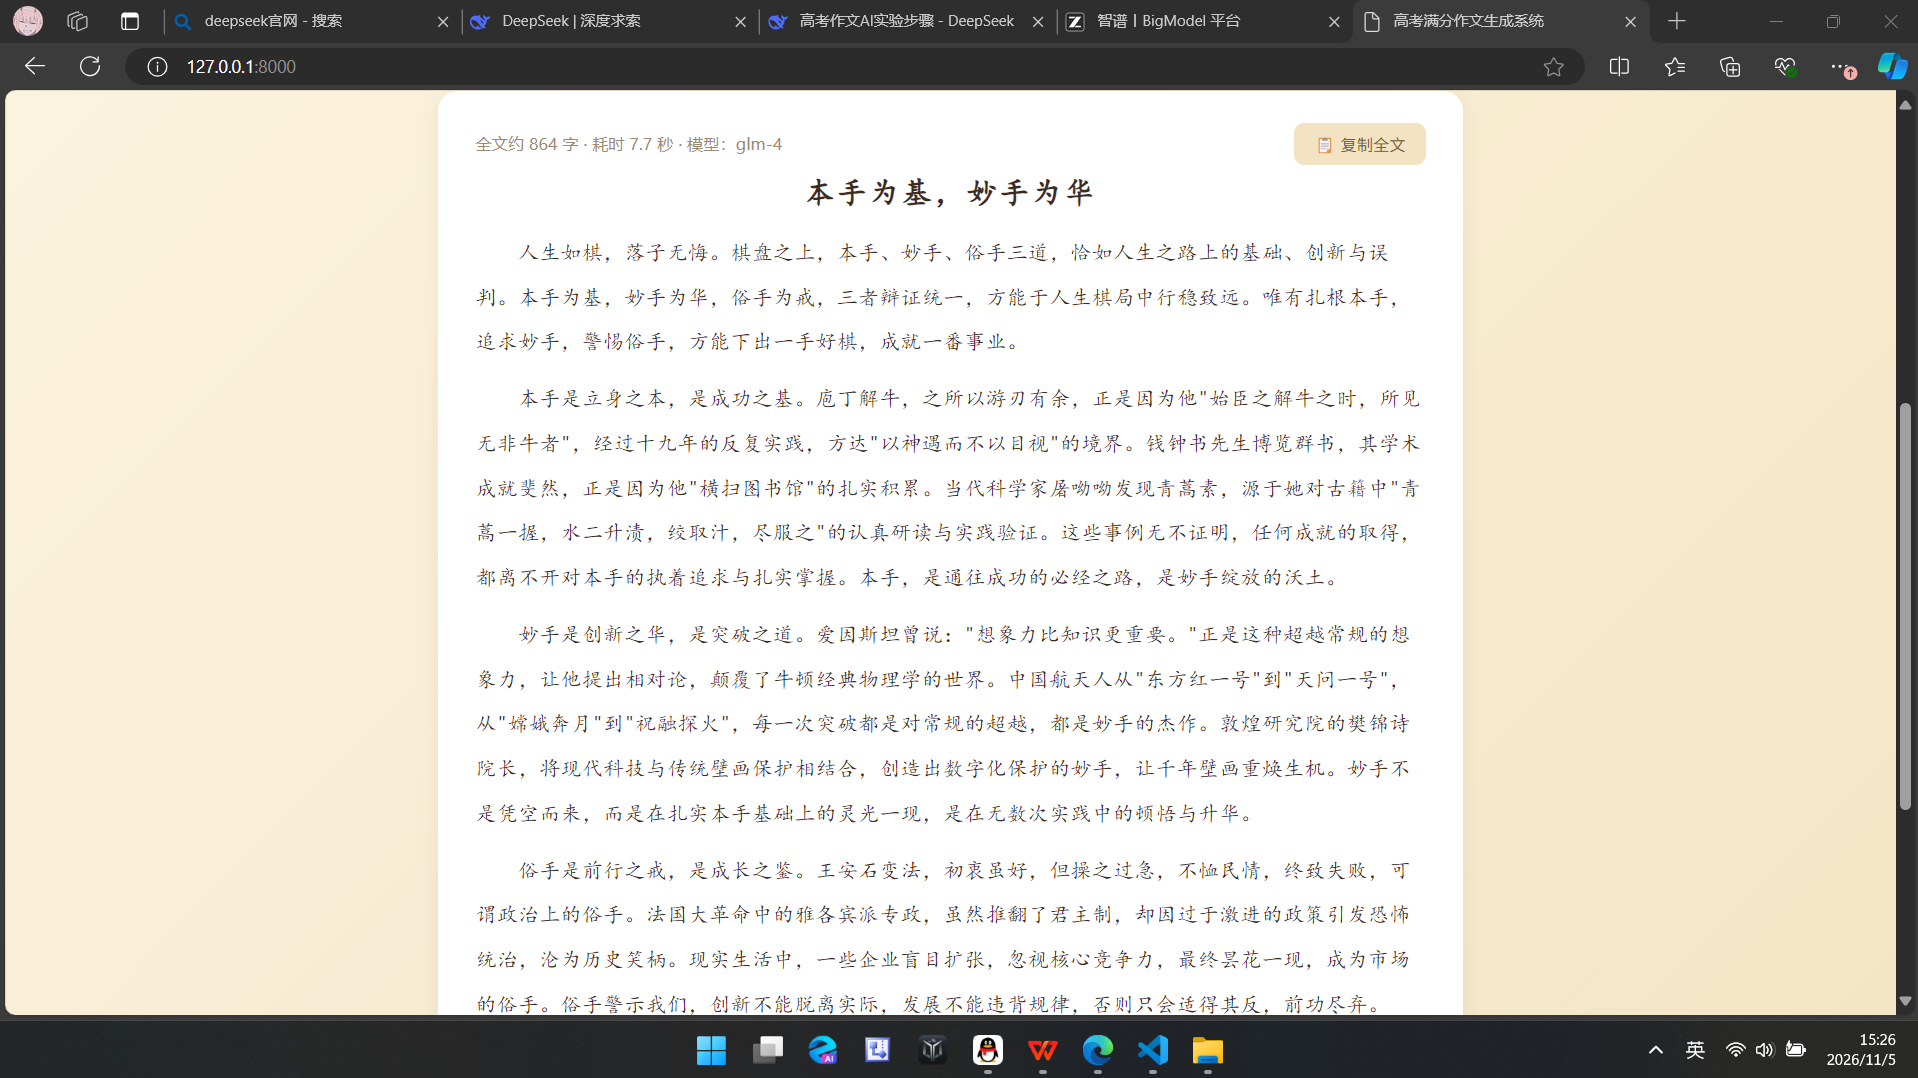 deepseek官网 - 搜索
DeepSeek | 深度求索
高考作文AI实验步骤 - DeepSeek
智谱丨BigModel 平台
高考满分作文生成系统
127.0.0.1:8000
全文约 864 字 · 耗时 7.7 秒 · 模型：glm-4
复制全文
本手为基，妙手为华
人生如棋，落子无悔。棋盘之上，本手、妙手、俗手三道，恰如人生之路上的基础、创新与误
判。本手为基，妙手为华，俗手为戒，三者辩证统一，方能于人生棋局中行稳致远。唯有扎根本手，
追求妙手，警惕俗手，方能下出一手好棋，成就一番事业。
本手是立身之本，是成功之基。庖丁解牛，之所以游刃有余，正是因为他"始臣之解牛之时，所见
无非牛者"，经过十九年的反复实践，方达"以神遇而不以目视"的境界。钱钟书先生博览群书，其学术
成就斐然，正是因为他"横扫图书馆"的扎实积累。当代科学家屠呦呦发现青蒿素，源于她对古籍中"青
蒿一握，水二升渍，绞取汁，尽服之"的认真研读与实践验证。这些事例无不证明，任何成就的取得，
都离不开对本手的执着追求与扎实掌握。本手，是通往成功的必经之路，是妙手绽放的沃土。
妙手是创新之华，是突破之道。爱因斯坦曾说："想象力比知识更重要。"正是这种超越常规的想
象力，让他提出相对论，颠覆了牛顿经典物理学的世界。中国航天人从"东方红一号"到"天问一号"，
从"嫦娥奔月"到"祝融探火"，每一次突破都是对常规的超越，都是妙手的杰作。敦煌研究院的樊锦诗
院长，将现代科技与传统壁画保护相结合，创造出数字化保护的妙手，让千年壁画重焕生机。妙手不
是凭空而来，而是在扎实本手基础上的灵光一现，是在无数次实践中的顿悟与升华。
俗手是前行之戒，是成长之鉴。王安石变法，初衷虽好，但操之过急，不恤民情，终致失败，可
谓政治上的俗手。法国大革命中的雅各宾派专政，虽然推翻了君主制，却因过于激进的政策引发恐怖
统治，沦为历史笑柄。现实生活中，一些企业盲目扩张，忽视核心竞争力，最终昙花一现，成为市场
的俗手。俗手警示我们，创新不能脱离实际，发展不能违背规律，否则只会适得其反，前功尽弃。
英
15:26
2026/11/5